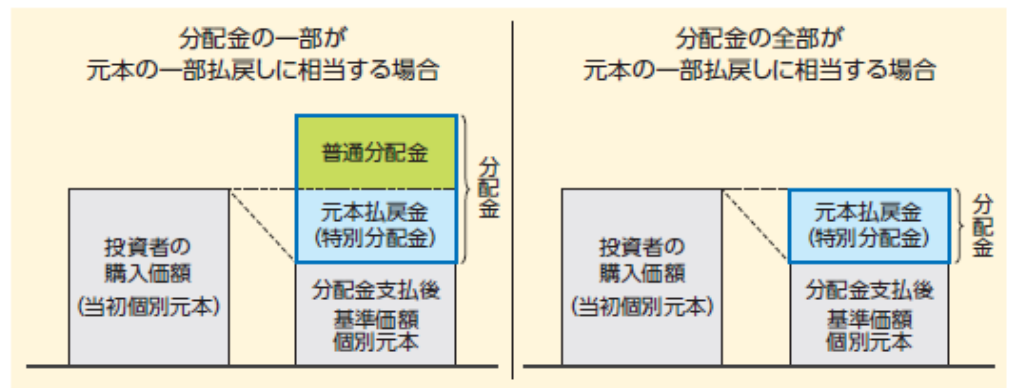 分配金の一部が
元本の一部払戻しに相当する場合
普通分配金
元本払戻金
(特別分配金)
分配金
投資者の
購入価額
(当初個別元本)
分配金支払後
基準価額
個別元本
分配金の全部が
元本の一部払戻しに相当する場合
元本払戻金
(特別分配金)
分配金
投資者の
購入価額
(当初個別元本)
分配金支払後
基準価額
個別元本